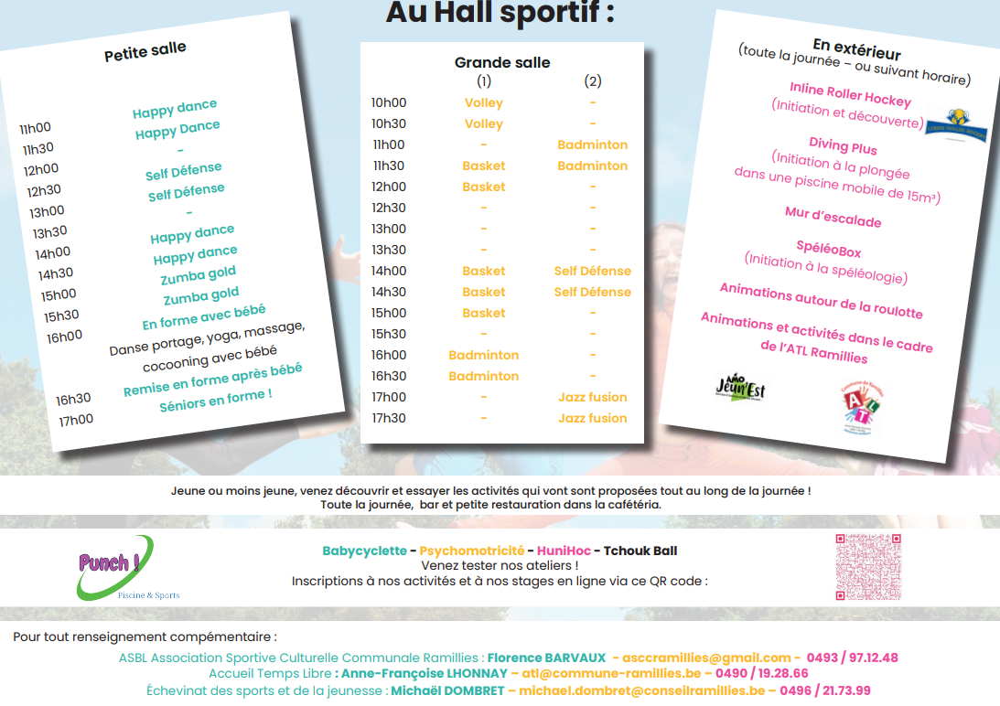 Au Hall sportif :
Petite salle
11h00 Happy dance
11h30 Happy Dance
12h00 -
12h30 Self Défense
13h00 Self Défense
13h30 -
14h00 Happy dance
14h30 Happy dance
15h00 Zumba gold
15h30 Zumba gold
16h00 En forme avec bébé
Danse portage, yoga, massage,
cocooning avec bébé
16h30 Remise en forme après bébé
17h00 Séniors en forme !
Grande salle
(1) (2)
10h00 Volley -
10h30 Volley -
11h00 - Badminton
11h30 Basket Badminton
12h00 Basket -
12h30 - -
13h00 - -
13h30 - -
14h00 Basket Self Défense
14h30 Basket Self Défense
15h00 Basket -
15h30 - -
16h00 Badminton -
16h30 Badminton -
17h00 - Jazz fusion
17h30 - Jazz fusion
En extérieur
(toute la journée – ou suivant horaire)
Inline Roller Hockey
(Initiation et découverte)
Diving Plus
(Initiation à la plongée
dans une piscine mobile de 15m³)
Mur d'escalade
SpéléoBox
(Initiation à la spéléologie)
Animations autour de la roulotte
Animations et activités dans le cadre
de l'ATL Ramillies
AMO
Jeun'Est
ATL
Jeune ou moins jeune, venez découvrir et essayer les activités qui vont sont proposées tout au long de la journée !
Toute la journée, bar et petite restauration dans la cafétéria.
Punch !
Piscine & Sports
Babycyclette - Psychomotricité - HuniHoc - Tchouk Ball
Venez tester nos ateliers !
Inscriptions à nos activités et à nos stages en ligne via ce QR code :
Pour tout renseignement compémentaire :
ASBL Association Sportive Culturelle Communale Ramillies : Florence BARVAUX - asccramillies@gmail.com - 0493 / 97.12.48
Accueil Temps Libre : Anne-Françoise LHONNAY – atl@commune-ramillies.be – 0490 / 19.28.66
Échevinat des sports et de la jeunesse : Michaël DOMBRET – michael.dombret@conseilramillies.be – 0496 / 21.73.99